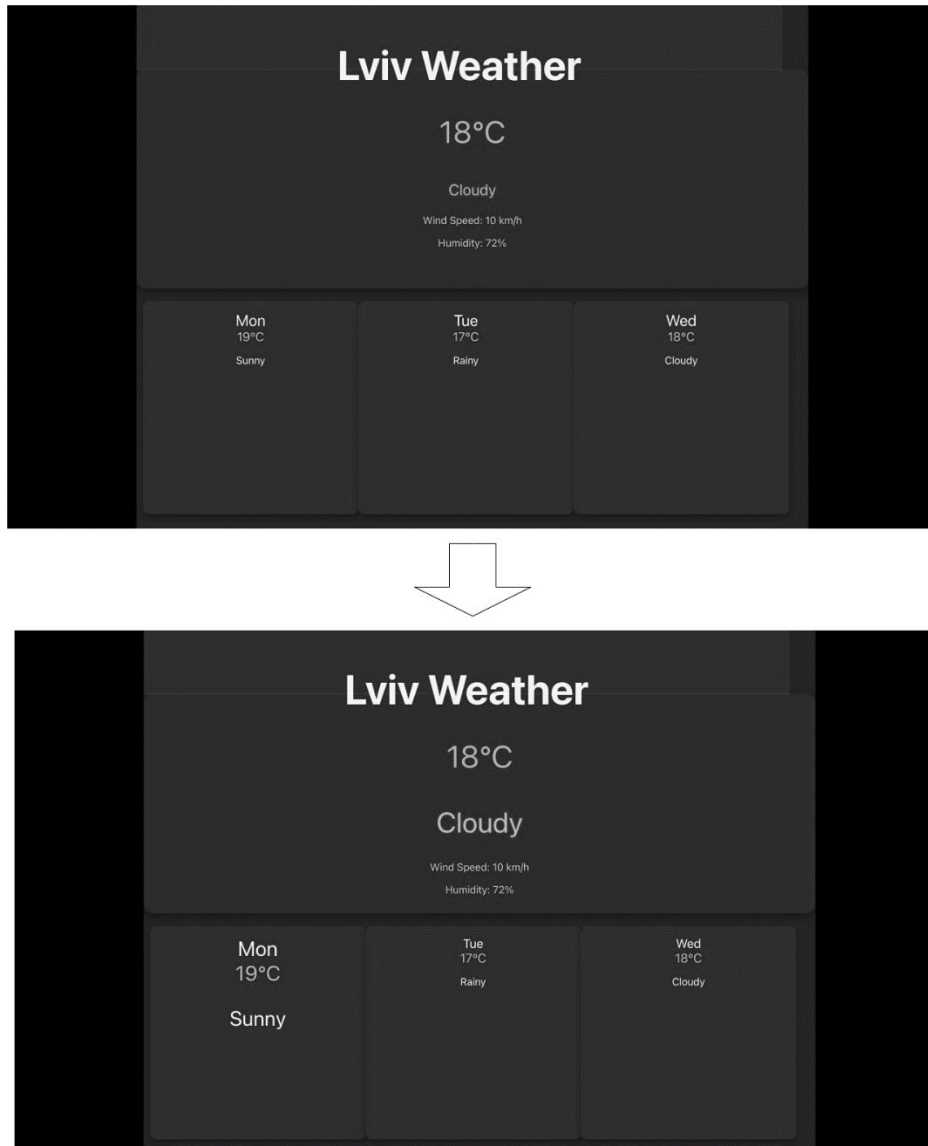 Lviv Weather
18°C
Cloudy
Wind Speed: 10 km/h
Humidity: 72%
Mon
19°C
Sunny
Tue
17°C
Rainy
Wed
18°C
Cloudy
Lviv Weather
18°C
Cloudy
Wind Speed: 10 km/h
Humidity: 72%
Mon
19°C
Sunny
Tue
17°C
Rainy
Wed
18°C
Cloudy